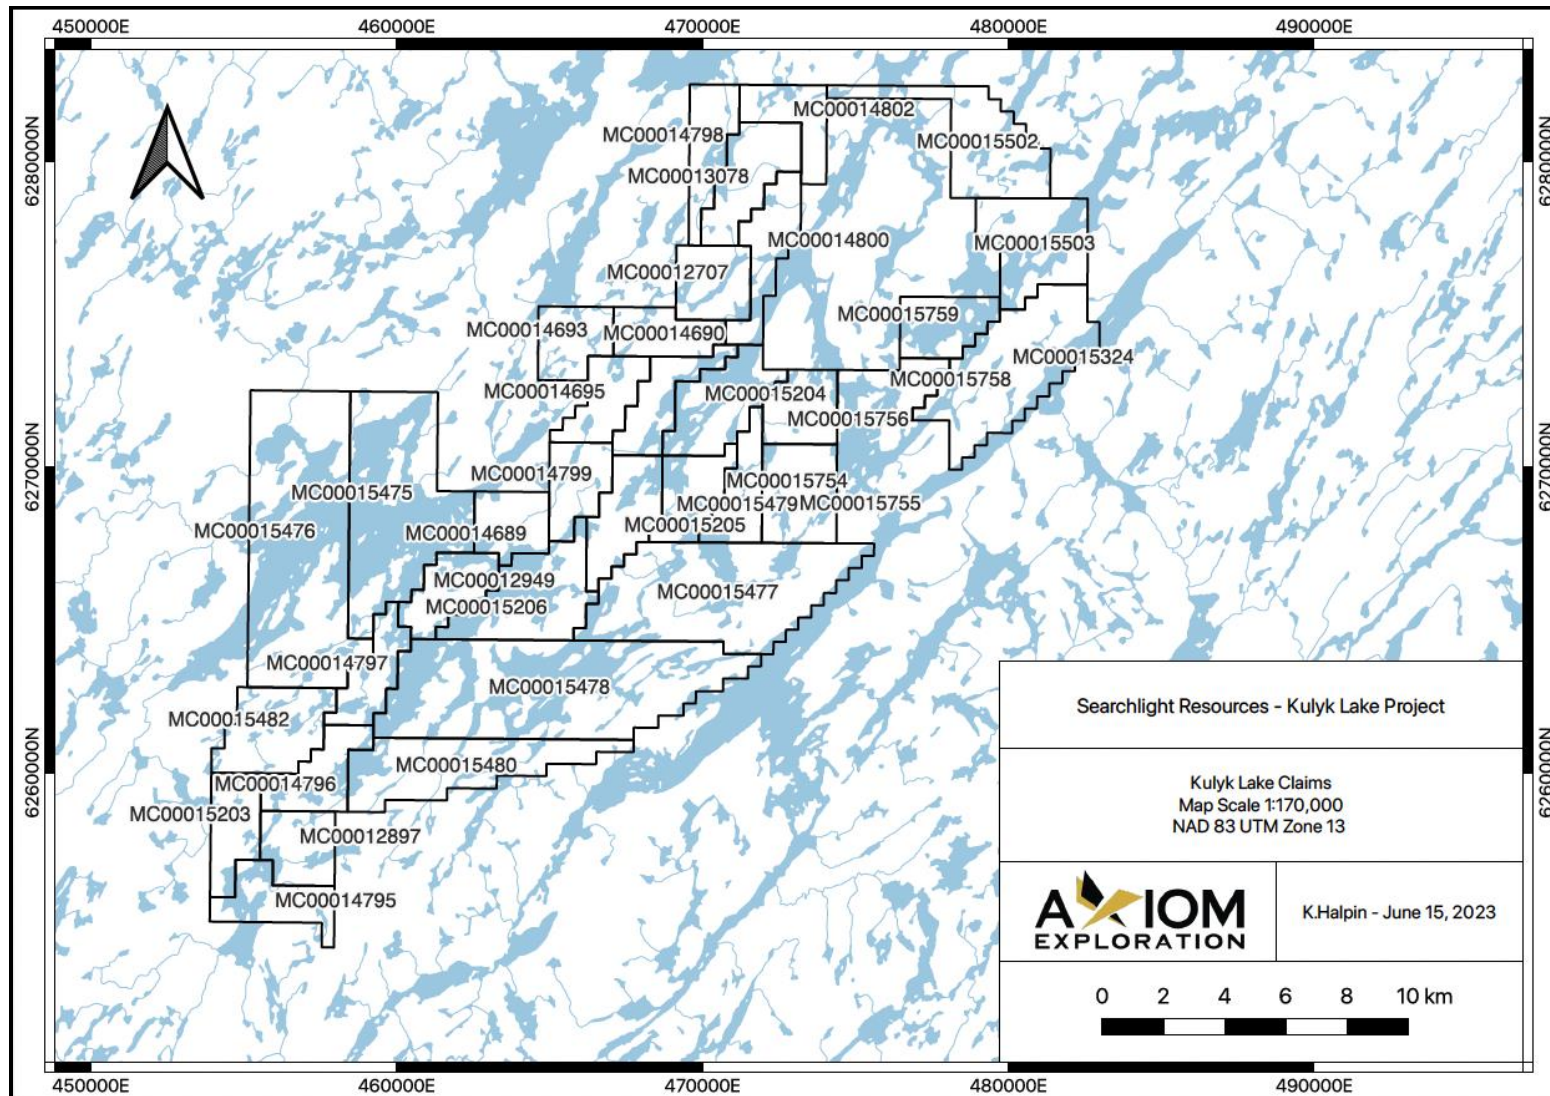 450000E 460000E 470000E 480000E 490000E
6280000N
6280000N
6270000N
6270000N
6260000N
6260000N
MC00014802
MC00014798
MC00015502
MC00013078
MC00014800
MC00015503
MC00012707
MC00015759
MC00014693
MC00014690
MC00015324
MC00015758
MC00014695
MC00015204
MC00015756
MC00014799
MC00015754
MC00015475
MC00015479
MC00015755
MC00015476
MC00014689
MC00015205
MC00012949
MC00015477
MC00015206
MC00014797
MC00015478
MC00015482
MC00015480
MC00014796
MC00015203
MC00012897
MC00014795
Searchlight Resources - Kulyk Lake Project
Kulyk Lake Claims
Map Scale 1:170,000
NAD 83 UTM Zone 13
AXIOM
EXPLORATION
K.Halpin - June 15, 2023
0 2 4 6 8 10 km
450000E 460000E 470000E 480000E 490000E